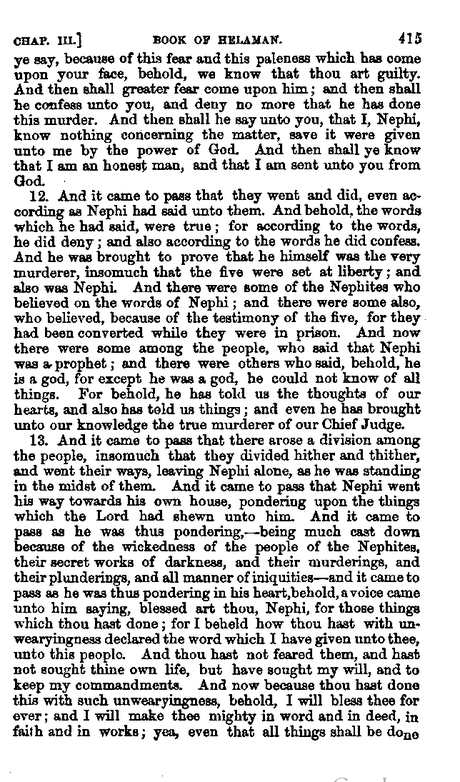 CHAP. III.] BOOK OF HELAMAN. 415
ye say, because of this fear and this paleness which has come
upon your face, behold, we know that thou art guilty.
And then shall greater fear come upon him; and then shall
he confess unto you, and deny no more that he has done
this murder. And then shall he say unto you, that I, Nephi,
know nothing concerning the matter, save it were given
unto me by the power of God. And then shall ye know
that I am an honest man, and that I am sent unto you from
God.
12. And it came to pass that they went and did, even ac-
cording as Nephi had said unto them. And behold, the words
which he had said, were true; for according to the words,
he did deny; and also according to the words he did confess.
And he was brought to prove that he himself was the very
murderer, insomuch that the five were set at liberty; and
also was Nephi. And there were some of the Nephites who
believed on the words of Nephi; and there were some also,
who believed, because of the testimony of the five, for they
had been converted while they were in prison. And now
there were some among the people, who said that Nephi
was a prophet; and there were others who said, behold, he
is a god, for except he was a god, he could not know of all
things. For behold, he has told us the thoughts of our
hearts, and also has told us things; and even he has brought
unto our knowledge the true murderer of our Chief Judge.
13. And it came to pass that there arose a division among
the people, insomuch that they divided hither and thither,
and went their ways, leaving Nephi alone, as he was standing
in the midst of them. And it came to pass that Nephi went
his way towards his own house, pondering upon the things
which the Lord had shewn unto him. And it came to
pass as he was thus pondering,—being much cast down
because of the wickedness of the people of the Nephites,
their secret works of darkness, and their murderings, and
their plunderings, and all manner of iniquities—and it came to
pass as he was thus pondering in his heart, behold, a voice came
unto him saying, blessed art thou, Nephi, for those things
which thou hast done; for I beheld how thou hast with un-
wearyingness declared the word which I have given unto thee,
unto this people. And thou hast not feared them, and hast
not sought thine own life, but have sought my will, and to
keep my commandments. And now because thou hast done
this with such unwearyingness, behold, I will bless thee for
ever; and I will make thee mighty in word and in deed, in
faith and in works; yea, even that all things shall be done